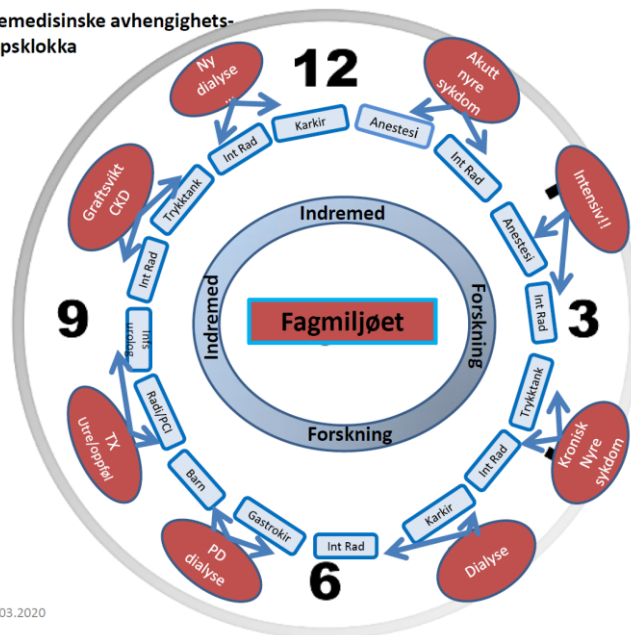 emedisinske avhengighets-
psklokka
12
Ny
dialyse
...
Akutt
nyre
sykdom
Karkir
Anestesi
Int Rad
Int Rad
Trykktank
Graftsvikt
CKD
Intensiv!!
Anestesi
Int Rad
Int Rad
Indremed
Indremed
Forskning
Forskning
Fagmiljøet
9
3
Infs
Radi/PCI
Trykktank
TX
Utre/oppføl
Kronisk
Nyre
sykdom
Int Rad
Barn
Karkir
Gastrokir
Int Rad
PD
dialyse
Dialyse
6
03.2020